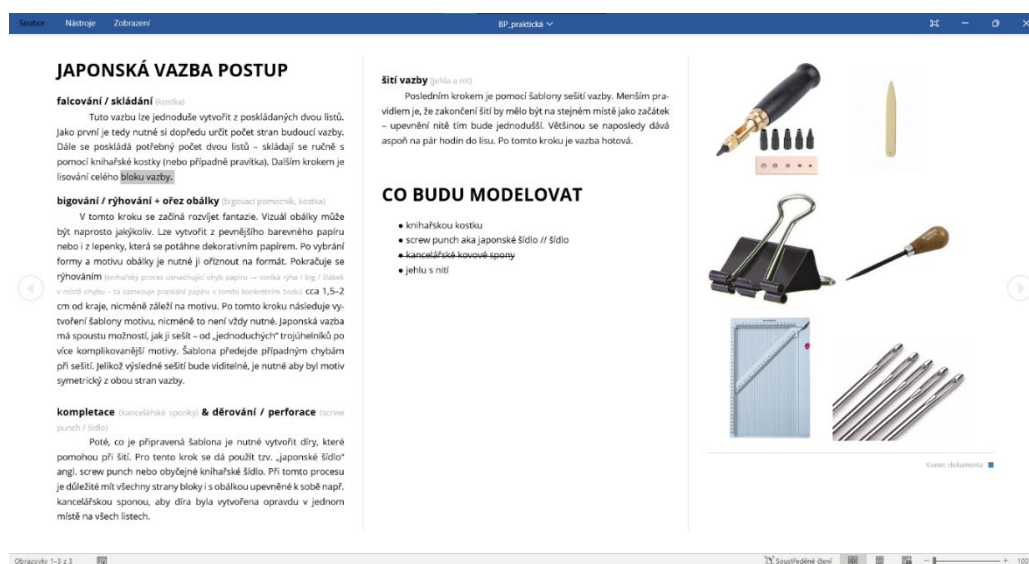 Soubor Nástroje Zobrazení BP_praktická
JAPONSKÁ VAZBA POSTUP
falcování / skládání (kostka)
Tuto vazbu lze jednoduše vytvořit z poskládaných dvou listů.
Jako první je tedy nutné si dopředu určit počet stran budoucí vazby.
Dále se poskládá potřebný počet dvou listů – skládají se ručně s
pomocí knihařské kostky (nebo případně pravítka). Dalším krokem je
lisování celého bloku vazby.
bigování / rýhování + ořez obálky (bigovací pomocník, kostka)
V tomto kroku se začíná rozvíjet fantazie. Vizuál obálky může
být naprosto jakýkoliv. Lze vytvořit z pevnějšího barevného papíru
nebo i z lepenky, která se potáhne dekorativním papírem. Po vybrání
formy a motivu obálky je nutné ji oříznout na formát. Pokračuje se
rýhováním (knihařský proces usnadňující ohyb papíru → vzniká rýha / big / žlábek
v místě ohybu – ta zamezuje praskání papíru v tomto konkrétním bodu) cca 1,5–2
cm od kraje, nicméně záleží na motivu. Po tomto kroku následuje vy-
tvoření šablony motivu, nicméně to není vždy nutné. Japonská vazba
má spoustu možností, jak ji sešít – od „jednoduchých“ trojúhelníků po
více komplikovanější motivy. Šablona předejde případným chybám
při sešití. Jelikož výsledné sešití bude viditelné, je nutné aby byl motiv
symetrický z obou stran vazby.
kompletace (kancelářské sponky) & děrování / perforace (screw
punch / šídlo)
Poté, co je připravená šablona je nutné vytvořit díry, které
pomohou při šití. Pro tento krok se dá použít tzv. „japonské šídlo“
angl. screw punch nebo obyčejné knihařské šídlo. Při tomto procesu
je důležité mít všechny strany bloky i s obálkou upevněné k sobě např.
kancelářskou sponou, aby díra byla vytvořena opravdu v jednom
místě na všech listech.
šití vazby (jehla a nit)
Posledním krokem je pomocí šablony sešití vazby. Menším pra-
vidlem je, že zakončení šití by mělo být na stejném místě jako začátek
– upevnění nitě tím bude jednodušší. Většinou se naposledy dává
aspoň na pár hodin do lisu. Po tomto kroku je vazba hotová.
CO BUDU MODELOVAT
● knihařskou kostku
● screw punch aka japonské šídlo // šídlo
● kancelářské kovové spony
● jehlu s nití
Konec dokumentu
Obrazovky 1–3 z 3 Soustředěné čtení 100